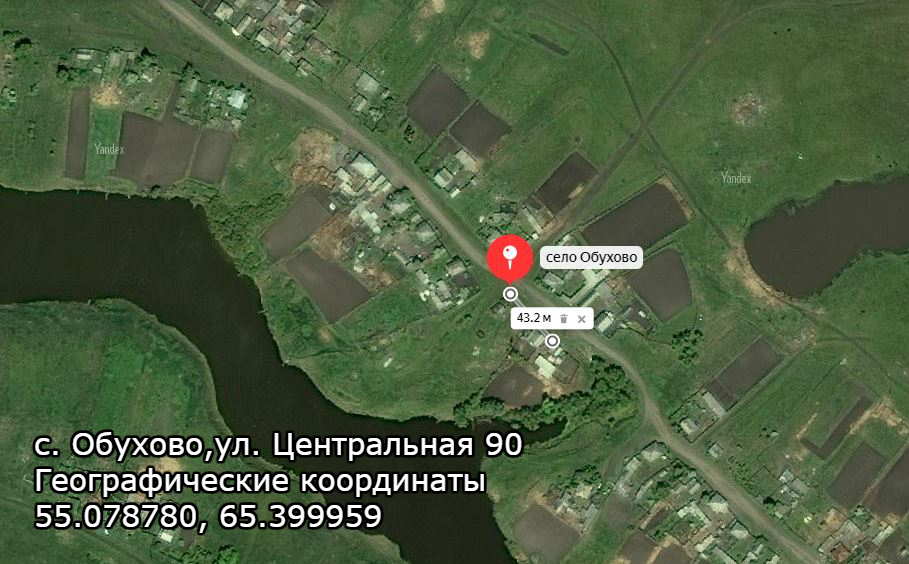 Yandex
Yandex
село Обухово
43.2 м
с. Обухово,ул. Центральная 90
Географические координаты
55.078780, 65.399959